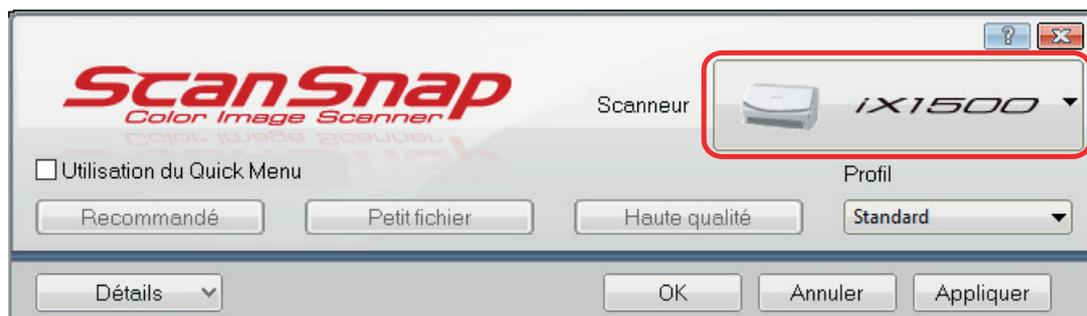 ScanSnap
Color Image Scanner
Scanneur
iX1500
Utilisation du Quick Menu
Profil
Recommandé
Petit fichier
Haute qualité
Standard
Détails
OK
Annuler
Appliquer